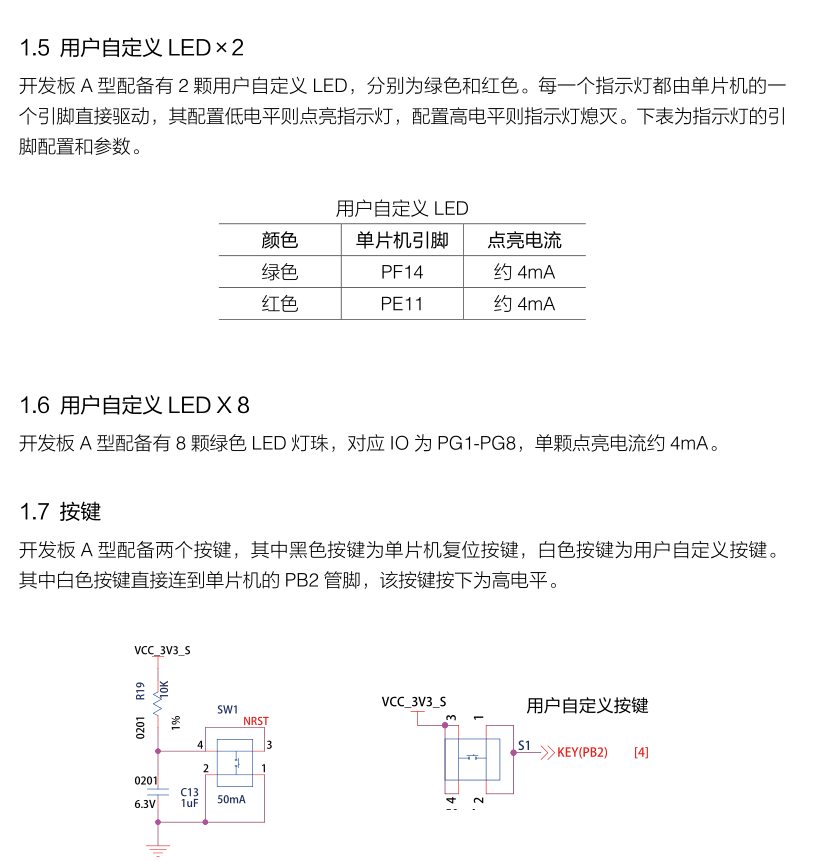 1.5 用户自定义 LED × 2
开发板 A 型配备有 2 颗用户自定义 LED，分别为绿色和红色。每一个指示灯都由单片机的一
个引脚直接驱动，其配置低电平则点亮指示灯，配置高电平则指示灯熄灭。下表为指示灯的引
脚配置和参数。
用户自定义 LED
颜色 单片机引脚 点亮电流
绿色 PF14 约 4mA
红色 PE11 约 4mA
1.6 用户自定义 LED X 8
开发板 A 型配备有 8 颗绿色 LED 灯珠，对应 IO 为 PG1-PG8，单颗点亮电流约 4mA。
1.7 按键
开发板 A 型配备两个按键，其中黑色按键为单片机复位按键，白色按键为用户自定义按键。
其中白色按键直接连到单片机的 PB2 管脚，该按键按下为高电平。
VCC_3V3_S
R19
10K
0201
1%
SW1
NRST
4
3
2
1
0201
6.3V
C13
1uF
50mA
VCC_3V3_S
用户自定义按键
3
1
S1
KEY(PB2) [4]
4
2